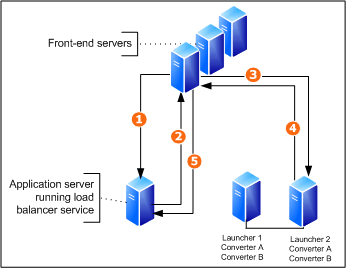 Front-end servers
1
2
3
4
5
Application server
running load
balancer service
Launcher 1
Converter A
Converter B
Launcher 2
Converter A
Converter B